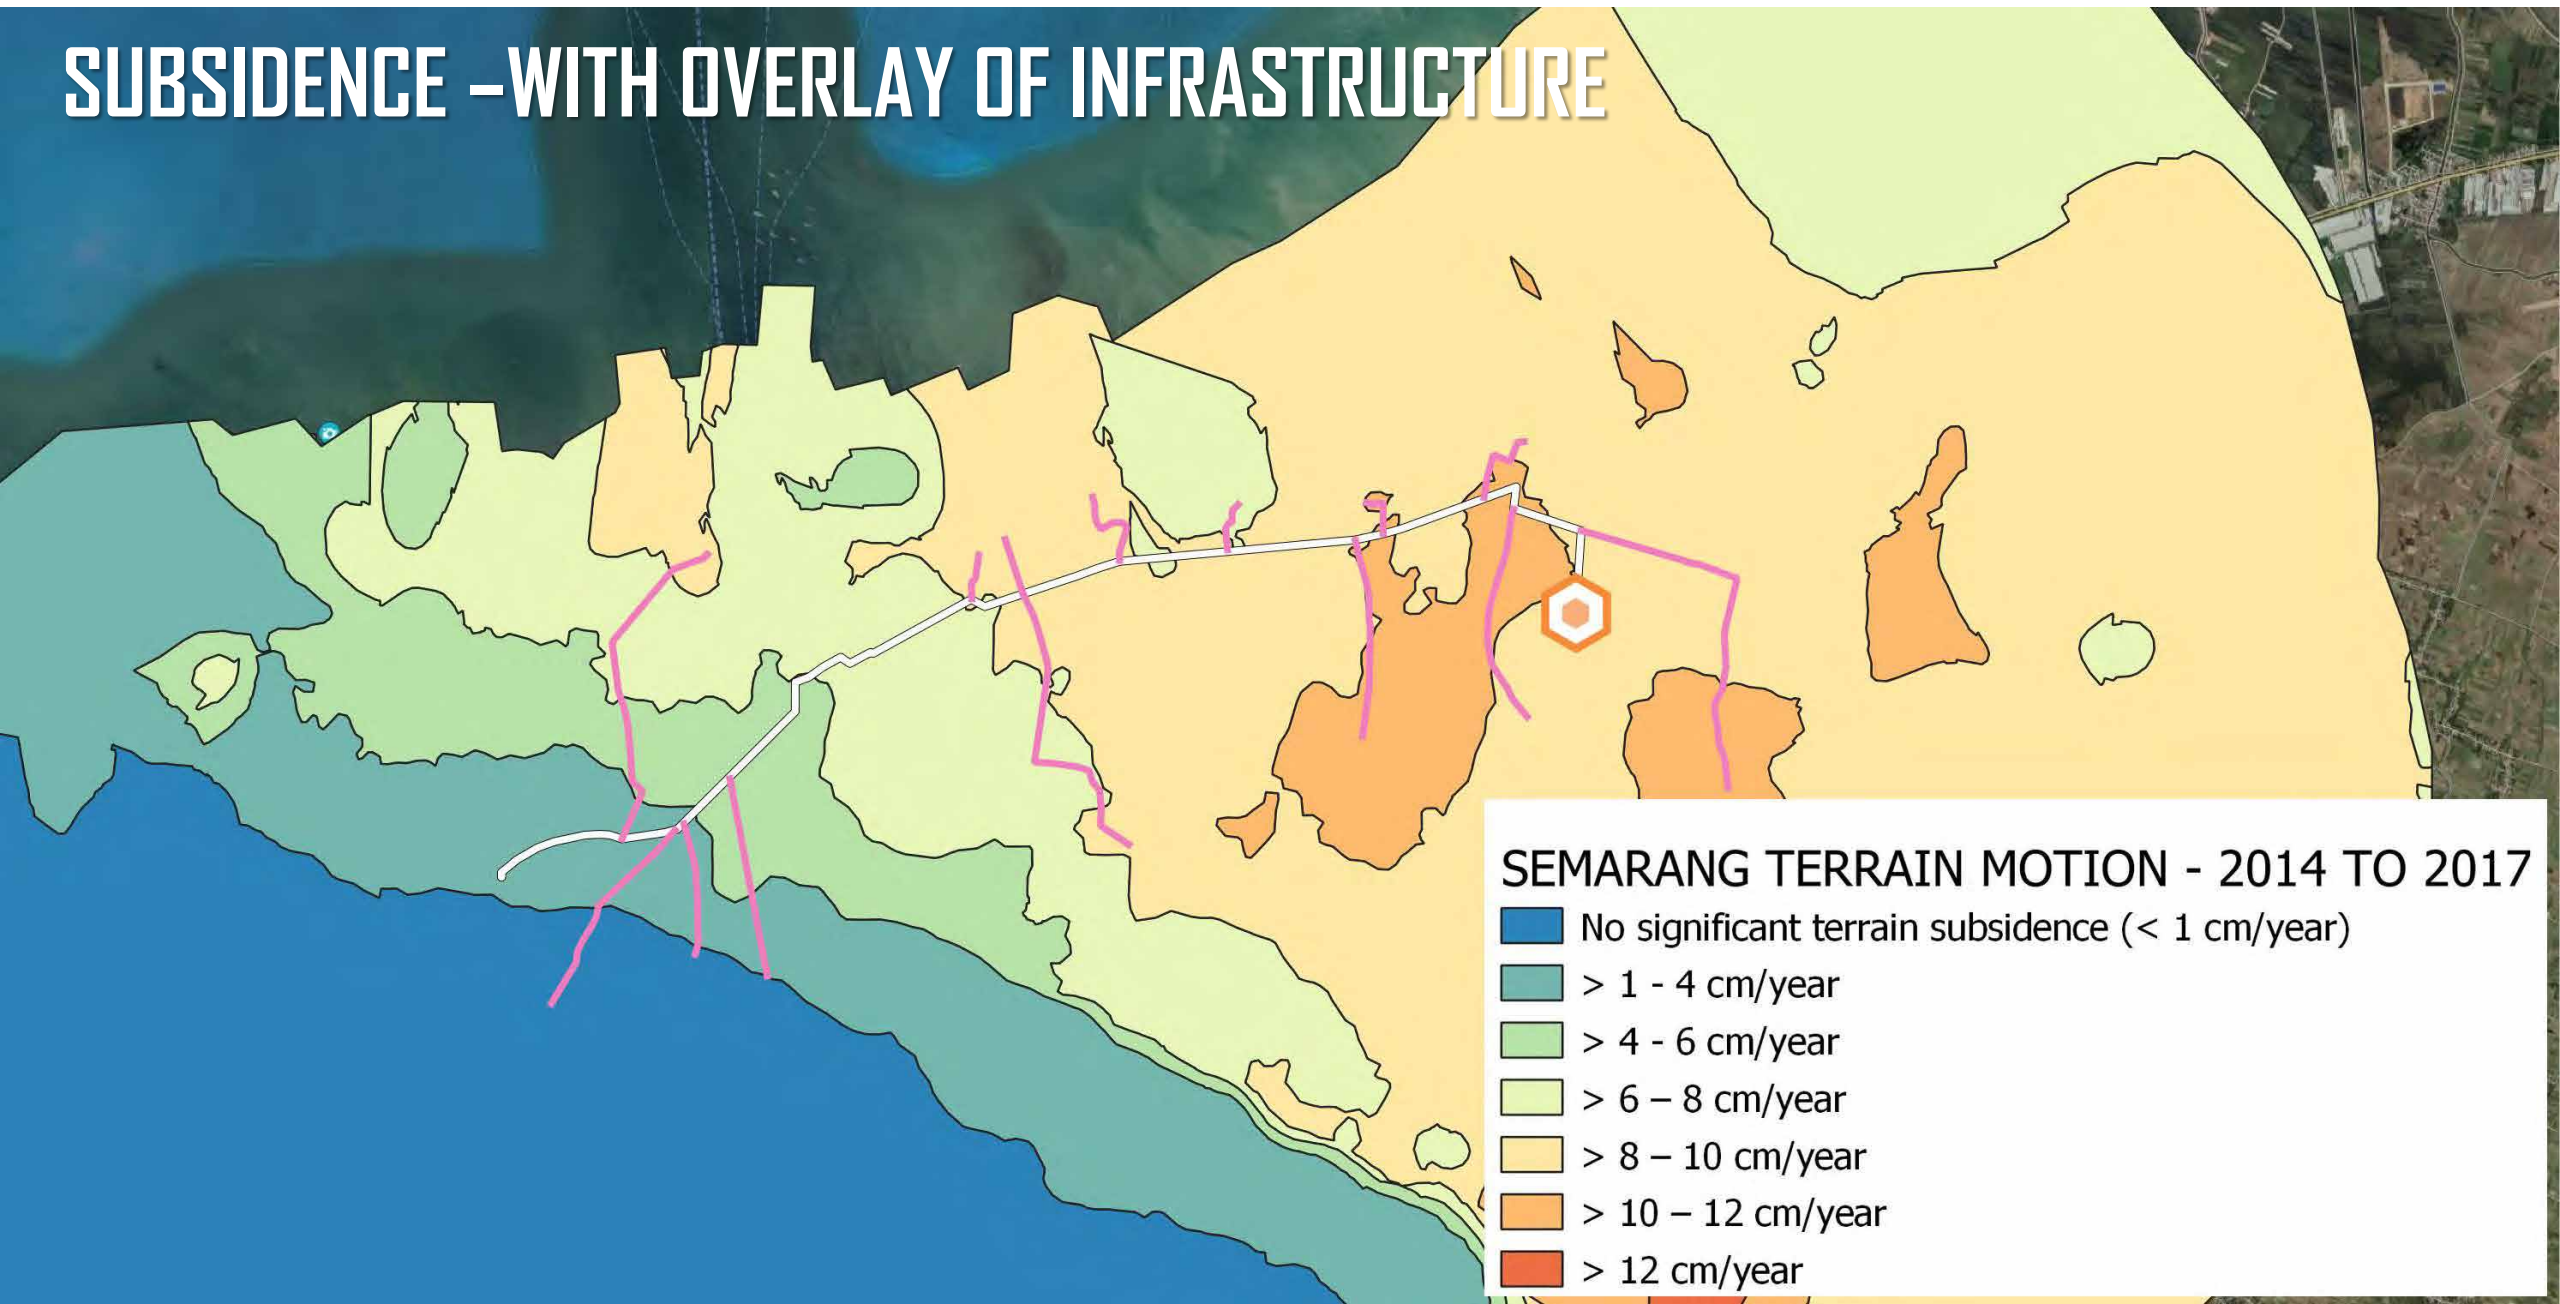 SUBSIDENCE –WITH OVERLAY OF INFRASTRUCTURE
SEMARANG TERRAIN MOTION - 2014 TO 2017
No significant terrain subsidence (< 1 cm/year)
> 1 - 4 cm/year
> 4 - 6 cm/year
> 6 – 8 cm/year
> 8 – 10 cm/year
> 10 – 12 cm/year
> 12 cm/year